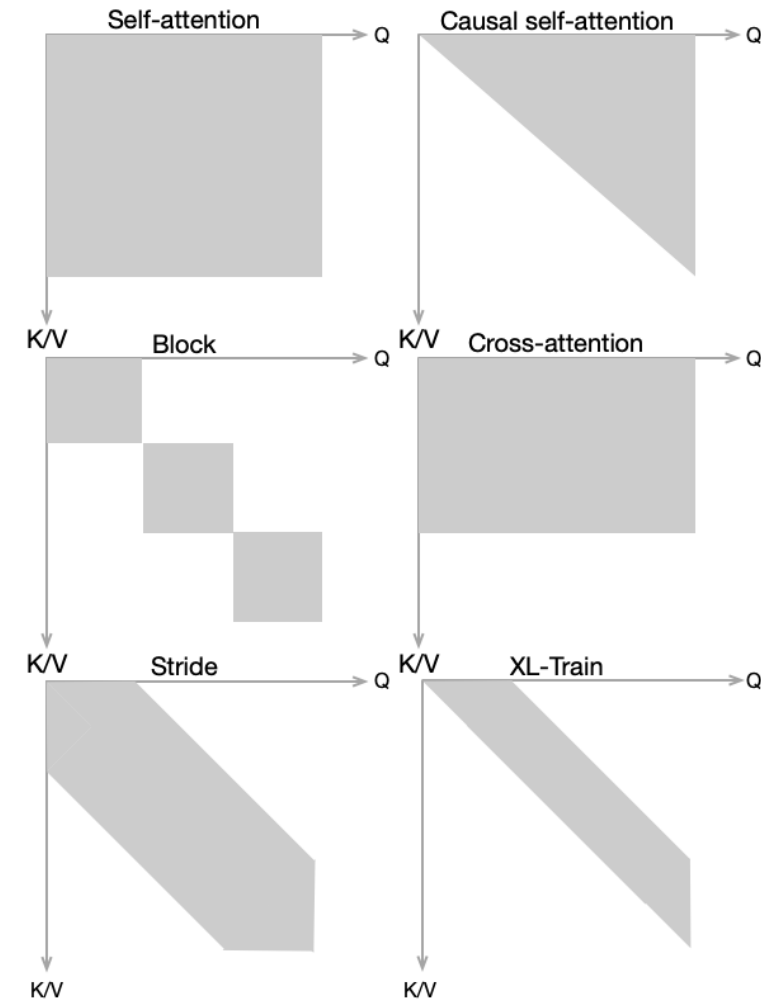 Self-attention
Q
K/V
Causal self-attention
Q
K/V
Block
Q
K/V
Cross-attention
Q
K/V
Stride
Q
K/V
XL-Train
Q
K/V